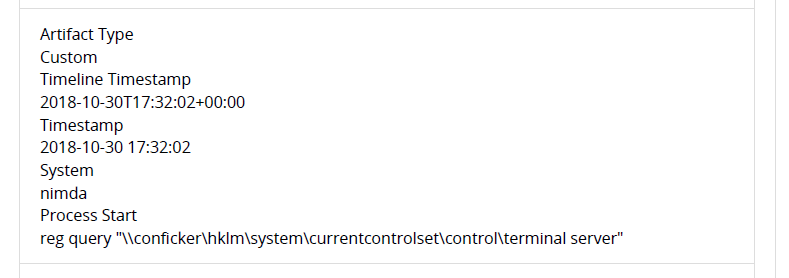 Artifact Type
Custom
Timeline Timestamp
2018-10-30T17:32:02+00:00
Timestamp
2018-10-30 17:32:02
System
nimda
Process Start
reg query "\\conficker\hklm\system\currentcontrolset\control\terminal server"